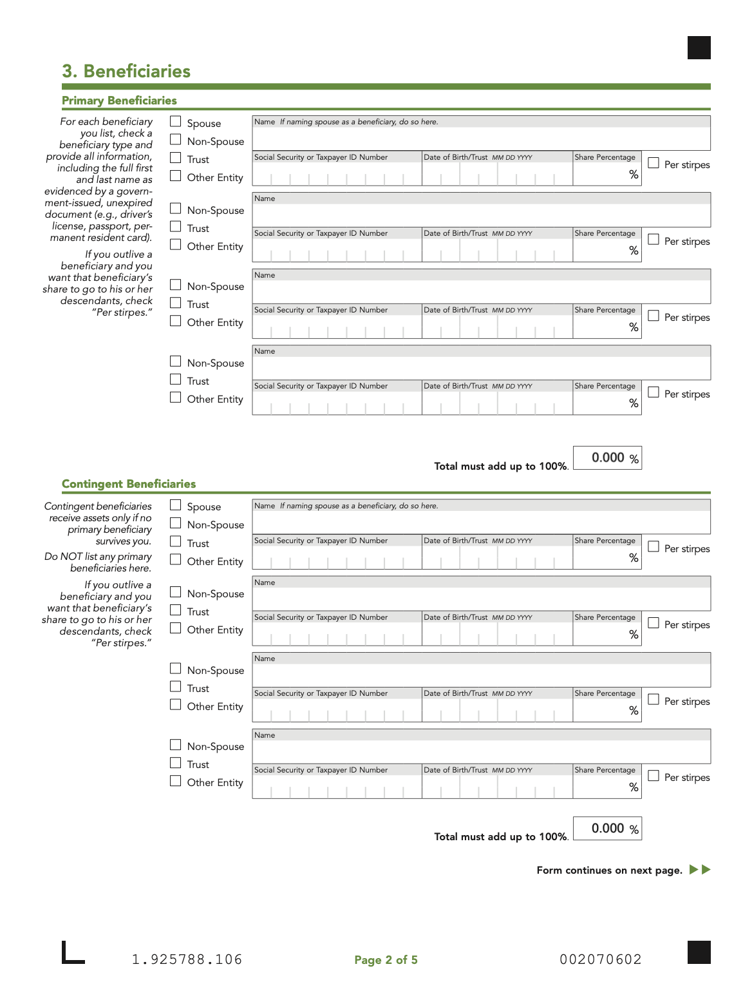 3. Beneficiaries
Primary Beneficiaries
For each beneficiary
you list, check a
beneficiary type and
provide all information,
including the full first
and last name as
evidenced by a govern-
ment-issued, unexpired
document (e.g., driver's
license, passport, per-
manent resident card).
If you outlive a
beneficiary and you
want that beneficiary's
share to go to his or her
descendants, check
"Per stirpes."
Spouse
Non-Spouse
Trust
Other Entity
Name If naming spouse as a beneficiary, do so here.
Social Security or Taxpayer ID Number Date of Birth/Trust MM DD YYYY Share Percentage
%
Per stirpes
Non-Spouse
Trust
Other Entity
Name
Social Security or Taxpayer ID Number Date of Birth/Trust MM DD YYYY Share Percentage
%
Per stirpes
Non-Spouse
Trust
Other Entity
Name
Social Security or Taxpayer ID Number Date of Birth/Trust MM DD YYYY Share Percentage
%
Per stirpes
Non-Spouse
Trust
Other Entity
Name
Social Security or Taxpayer ID Number Date of Birth/Trust MM DD YYYY Share Percentage
%
Per stirpes
Total must add up to 100%. 0.000 %
Contingent Beneficiaries
Contingent beneficiaries
receive assets only if no
primary beneficiary
survives you.
Do NOT list any primary
beneficiaries here.
If you outlive a
beneficiary and you
want that beneficiary's
share to go to his or her
descendants, check
"Per stirpes."
Spouse
Non-Spouse
Trust
Other Entity
Name If naming spouse as a beneficiary, do so here.
Social Security or Taxpayer ID Number Date of Birth/Trust MM DD YYYY Share Percentage
%
Per stirpes
Non-Spouse
Trust
Other Entity
Name
Social Security or Taxpayer ID Number Date of Birth/Trust MM DD YYYY Share Percentage
%
Per stirpes
Non-Spouse
Trust
Other Entity
Name
Social Security or Taxpayer ID Number Date of Birth/Trust MM DD YYYY Share Percentage
%
Per stirpes
Non-Spouse
Trust
Other Entity
Name
Social Security or Taxpayer ID Number Date of Birth/Trust MM DD YYYY Share Percentage
%
Per stirpes
Total must add up to 100%. 0.000 %
Form continues on next page.
1.925788.106 Page 2 of 5 002070602